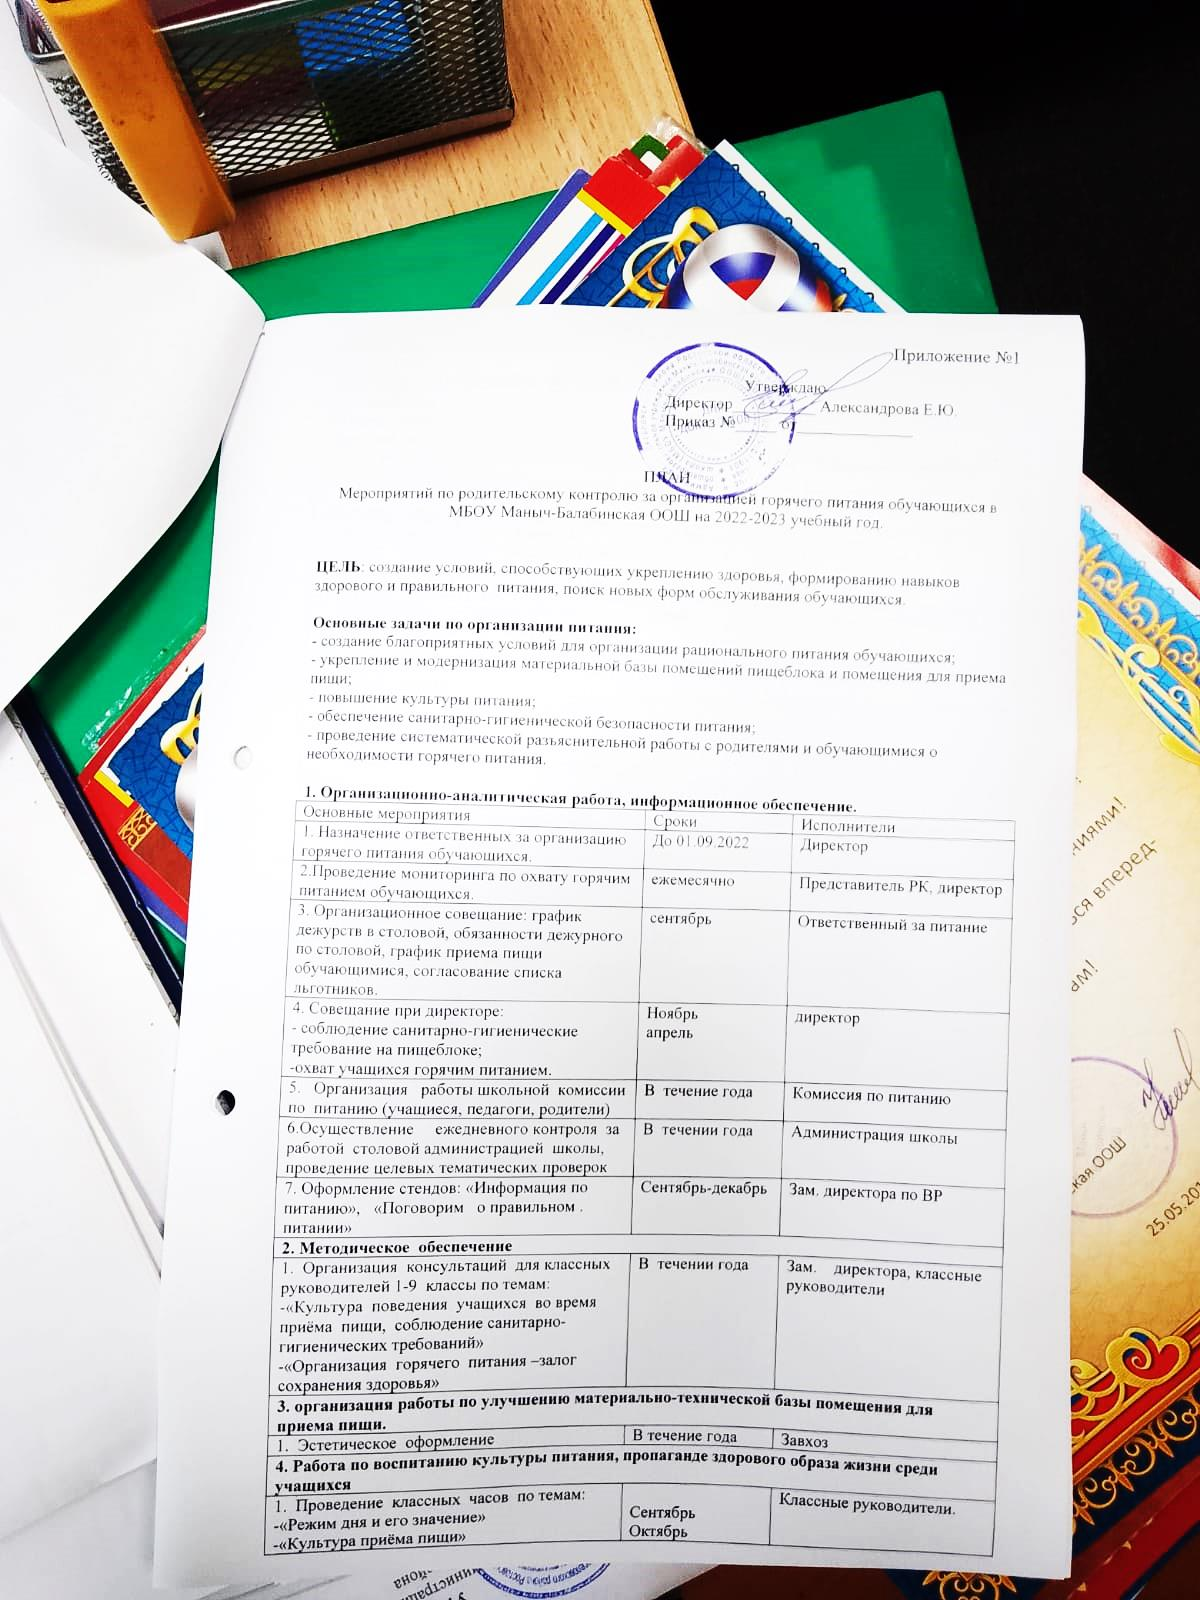 Приложение №1
Утверждаю
Директор Александрова Е.Ю.
Приказ №
ПЛАН
Мероприятий по родительскому контролю за организацией горячего питания обучающихся в
МБОУ Маныч-Балабинская ООШ на 2022-2023 учебный год.
ЦЕЛЬ: создание условий, способствующих укреплению здоровья, формированию навыков
здорового и правильного питания, поиск новых форм обслуживания обучающихся.
Основные задачи по организации питания:
- создание благоприятных условий для организации рационального питания обучающихся;
- укрепление и модернизация материальной базы помещений пищеблока и помещения для приема
пищи;
- повышение культуры питания;
- обеспечение санитарно-гигиенической безопасности питания;
- проведение систематической разъяснительной работы с родителями и обучающимися о
необходимости горячего питания.
1. Организационно-аналитическая работа, информационное обеспечение.
Основные мероприятия Сроки Исполнители
1. Назначение ответственных за организацию До 01.09.2022 Директор
горячего питания обучающихся.
2.Проведение мониторинга по охвату горячим ежемесячно Представитель РК, директор
питанием обучающихся.
3. Организационное совещание: график сентябрь Ответственный за питание
дежурств в столовой, обязанности дежурного
по столовой, график приема пищи
обучающимися, согласование списка
льготников.
4. Совещание при директоре: Ноябрь директор
- соблюдение санитарно-гигиенические апрель
требование на пищеблоке;
-охват учащихся горячим питанием.
5. Организация работы школьной комиссии В течение года Комиссия по питанию
по питанию (учащиеся, педагоги, родители)
6.Осуществление ежедневного контроля за В течении года Администрация школы
работой столовой администрацией школы,
проведение целевых тематических проверок
7. Оформление стендов: «Информация по Сентябрь-декабрь Зам. директора по ВР
питанию», «Поговорим о правильном .
питании»
2. Методическое обеспечение
1. Организация консультаций для классных В течении года Зам. директора, классные
руководителей 1-9 классы по темам: руководители
-«Культура поведения учащихся во время
приёма пищи, соблюдение санитарно-
гигиенических требований»
-«Организация горячего питания –залог
сохранения здоровья»
3. организация работы по улучшению материально-технической базы помещения для
приема пищи.
1. Эстетическое оформление В течение года Завхоз
4. Работа по воспитанию культуры питания, пропаганде здорового образа жизни среди
учащихся
1. Проведение классных часов по темам: Классные руководители.
-«Режим дня и его значение» Сентябрь
-«Культура приёма пищи» Октябрь
ниями!
ся вперед-
ам!
ская ООШ
25.05.201